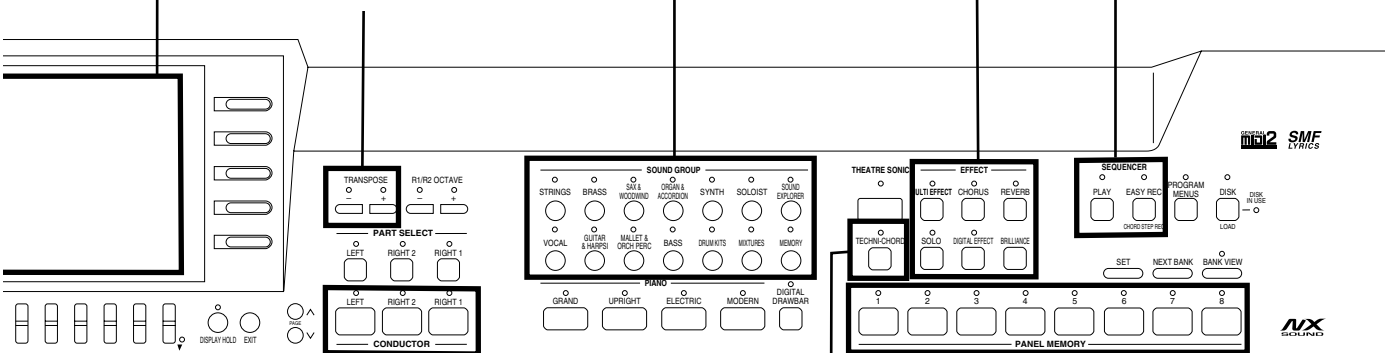 GENERAL
MIDI2 SMF
LYRICS
SOUND GROUP
THEATRE SONIC
EFFECT
SEQUENCER
TRANSPOSE
R1/R2 OCTAVE
− + − +
STRINGS BRASS SAX & WOODWIND ORGAN & ACCORDION SYNTH SOLOIST SOUND EXPLORER
ULTI EFFECT CHORUS REVERB
PLAY EASY REC PROGRAM MENUS DISK
DISK IN USE
CHORD STEP REC LOAD
PART SELECT
LEFT RIGHT 2 RIGHT 1
VOCAL GUITAR & HARPSI MALLET & ORCH PERC BASS DRUM KITS MIXTURES MEMORY
TECHNI-CHORD
SOLO DIGITAL EFFECT BRILLIANCE
SET NEXT BANK BANK VIEW
PIANO
GRAND UPRIGHT ELECTRIC MODERN DIGITAL DRAWBAR
LEFT RIGHT 2 RIGHT 1
CONDUCTOR
1 2 3 4 5 6 7 8
PANEL MEMORY
DISPLAY HOLD EXIT
PAGE
NX
SOUND